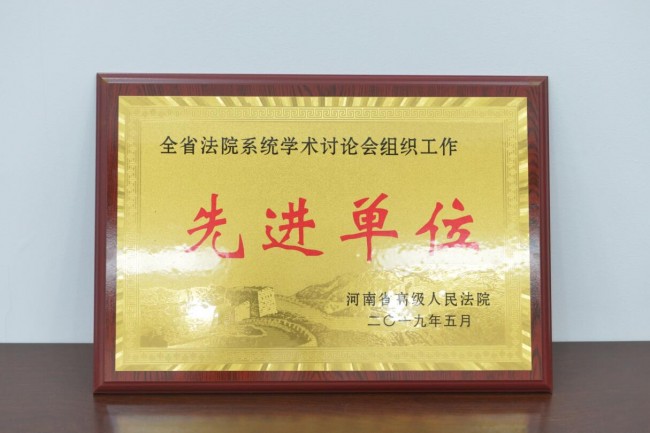 全省法院系统学术讨论会组织工作
先进单位
河南省高级人民法院
二〇一九年五月